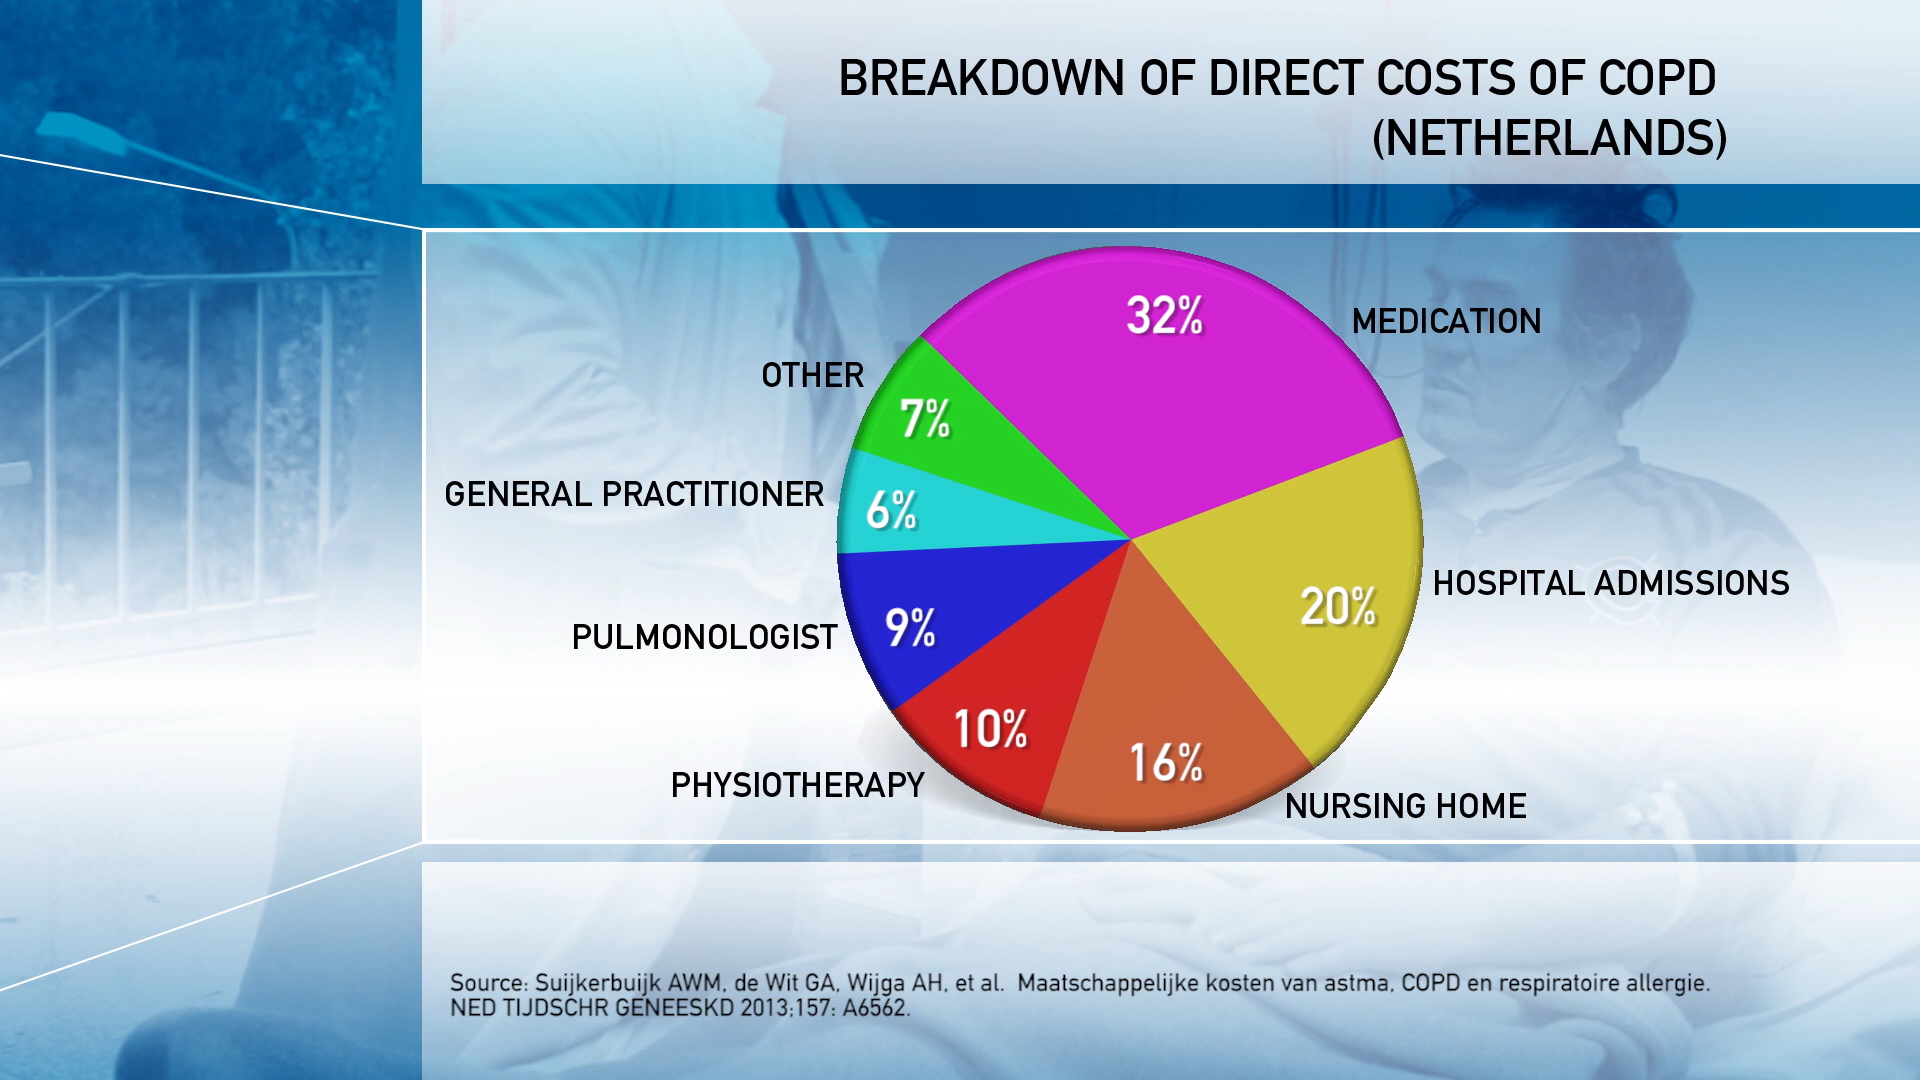 BREAKDOWN OF DIRECT COSTS OF COPD
(NETHERLANDS)
32%
MEDICATION
OTHER
7%
GENERAL PRACTITIONER
6%
20%
HOSPITAL ADMISSIONS
PULMONOLOGIST
9%
10%
16%
PHYSIOTHERAPY
NURSING HOME
Source: Suijkerbuijk AWM, de Wit GA, Wijga AH, et al.  Maatschappelijke kosten van astma, COPD en respiratoire allergie.
NED TIJDSCHR GENEESKD 2013;157: A6562.